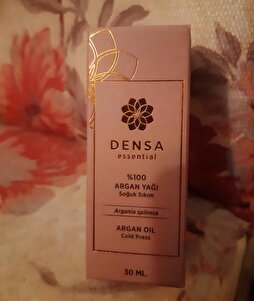 DENSA
essential
%100
ARGAN YAĞI
Soğuk Sıkım
Argania spinosa
ARGAN OIL
Cold Press
30 ML.